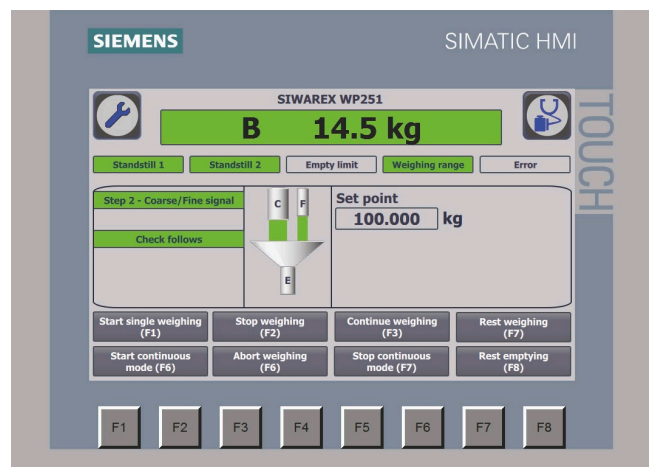 SIEMENS
SIMATIC HMI
TOUCH
SIWAREX WP251
B 14.5 kg
Standstill 1
Standstill 2
Empty limit
Weighing range
Error
Step 2 - Coarse/Fine signal
Check follows
C
F
E
Set point
100.000 kg
Start single weighing
(F1)
Stop weighing
(F2)
Continue weighing
(F3)
Rest weighing
(F7)
Start continuous
mode (F6)
Abort weighing
(F6)
Stop continuous
mode (F7)
Rest emptying
(F8)
F1
F2
F3
F4
F5
F6
F7
F8